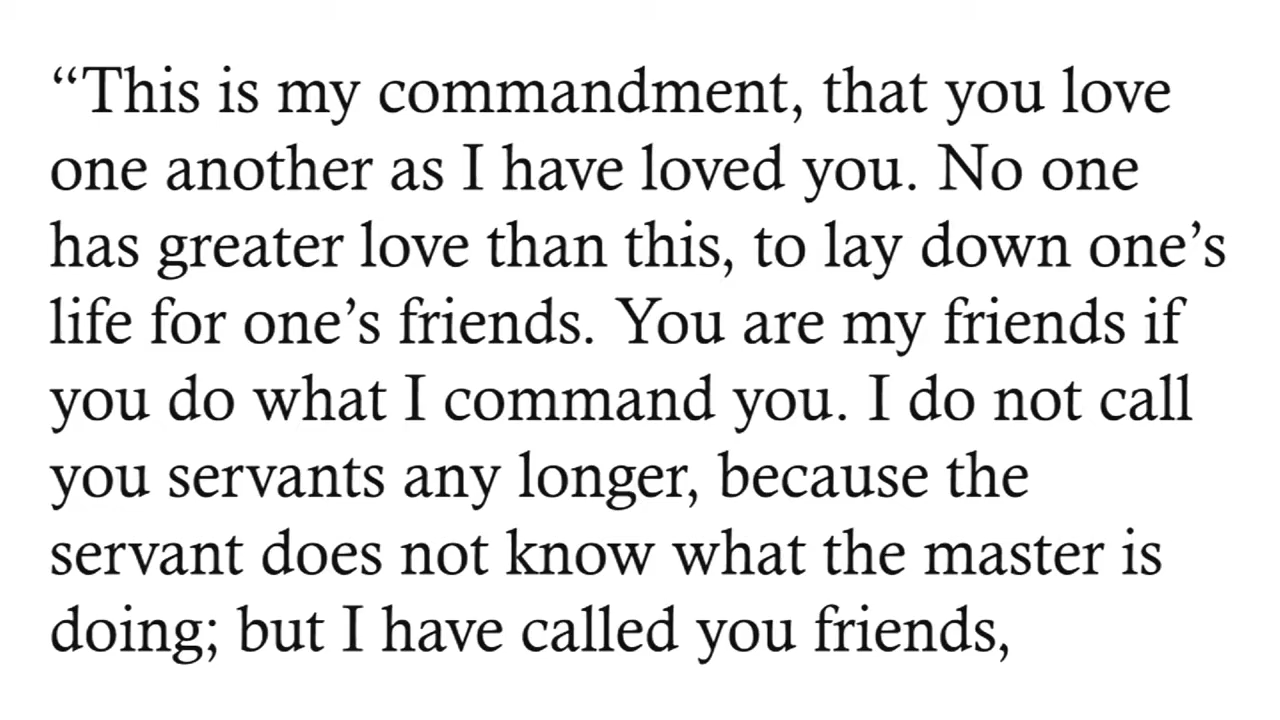 “This is my commandment, that you love
one another as I have loved you. No one
has greater love than this, to lay down one’s
life for one’s friends. You are my friends if
you do what I command you. I do not call
you servants any longer, because the
servant does not know what the master is
doing; but I have called you friends,